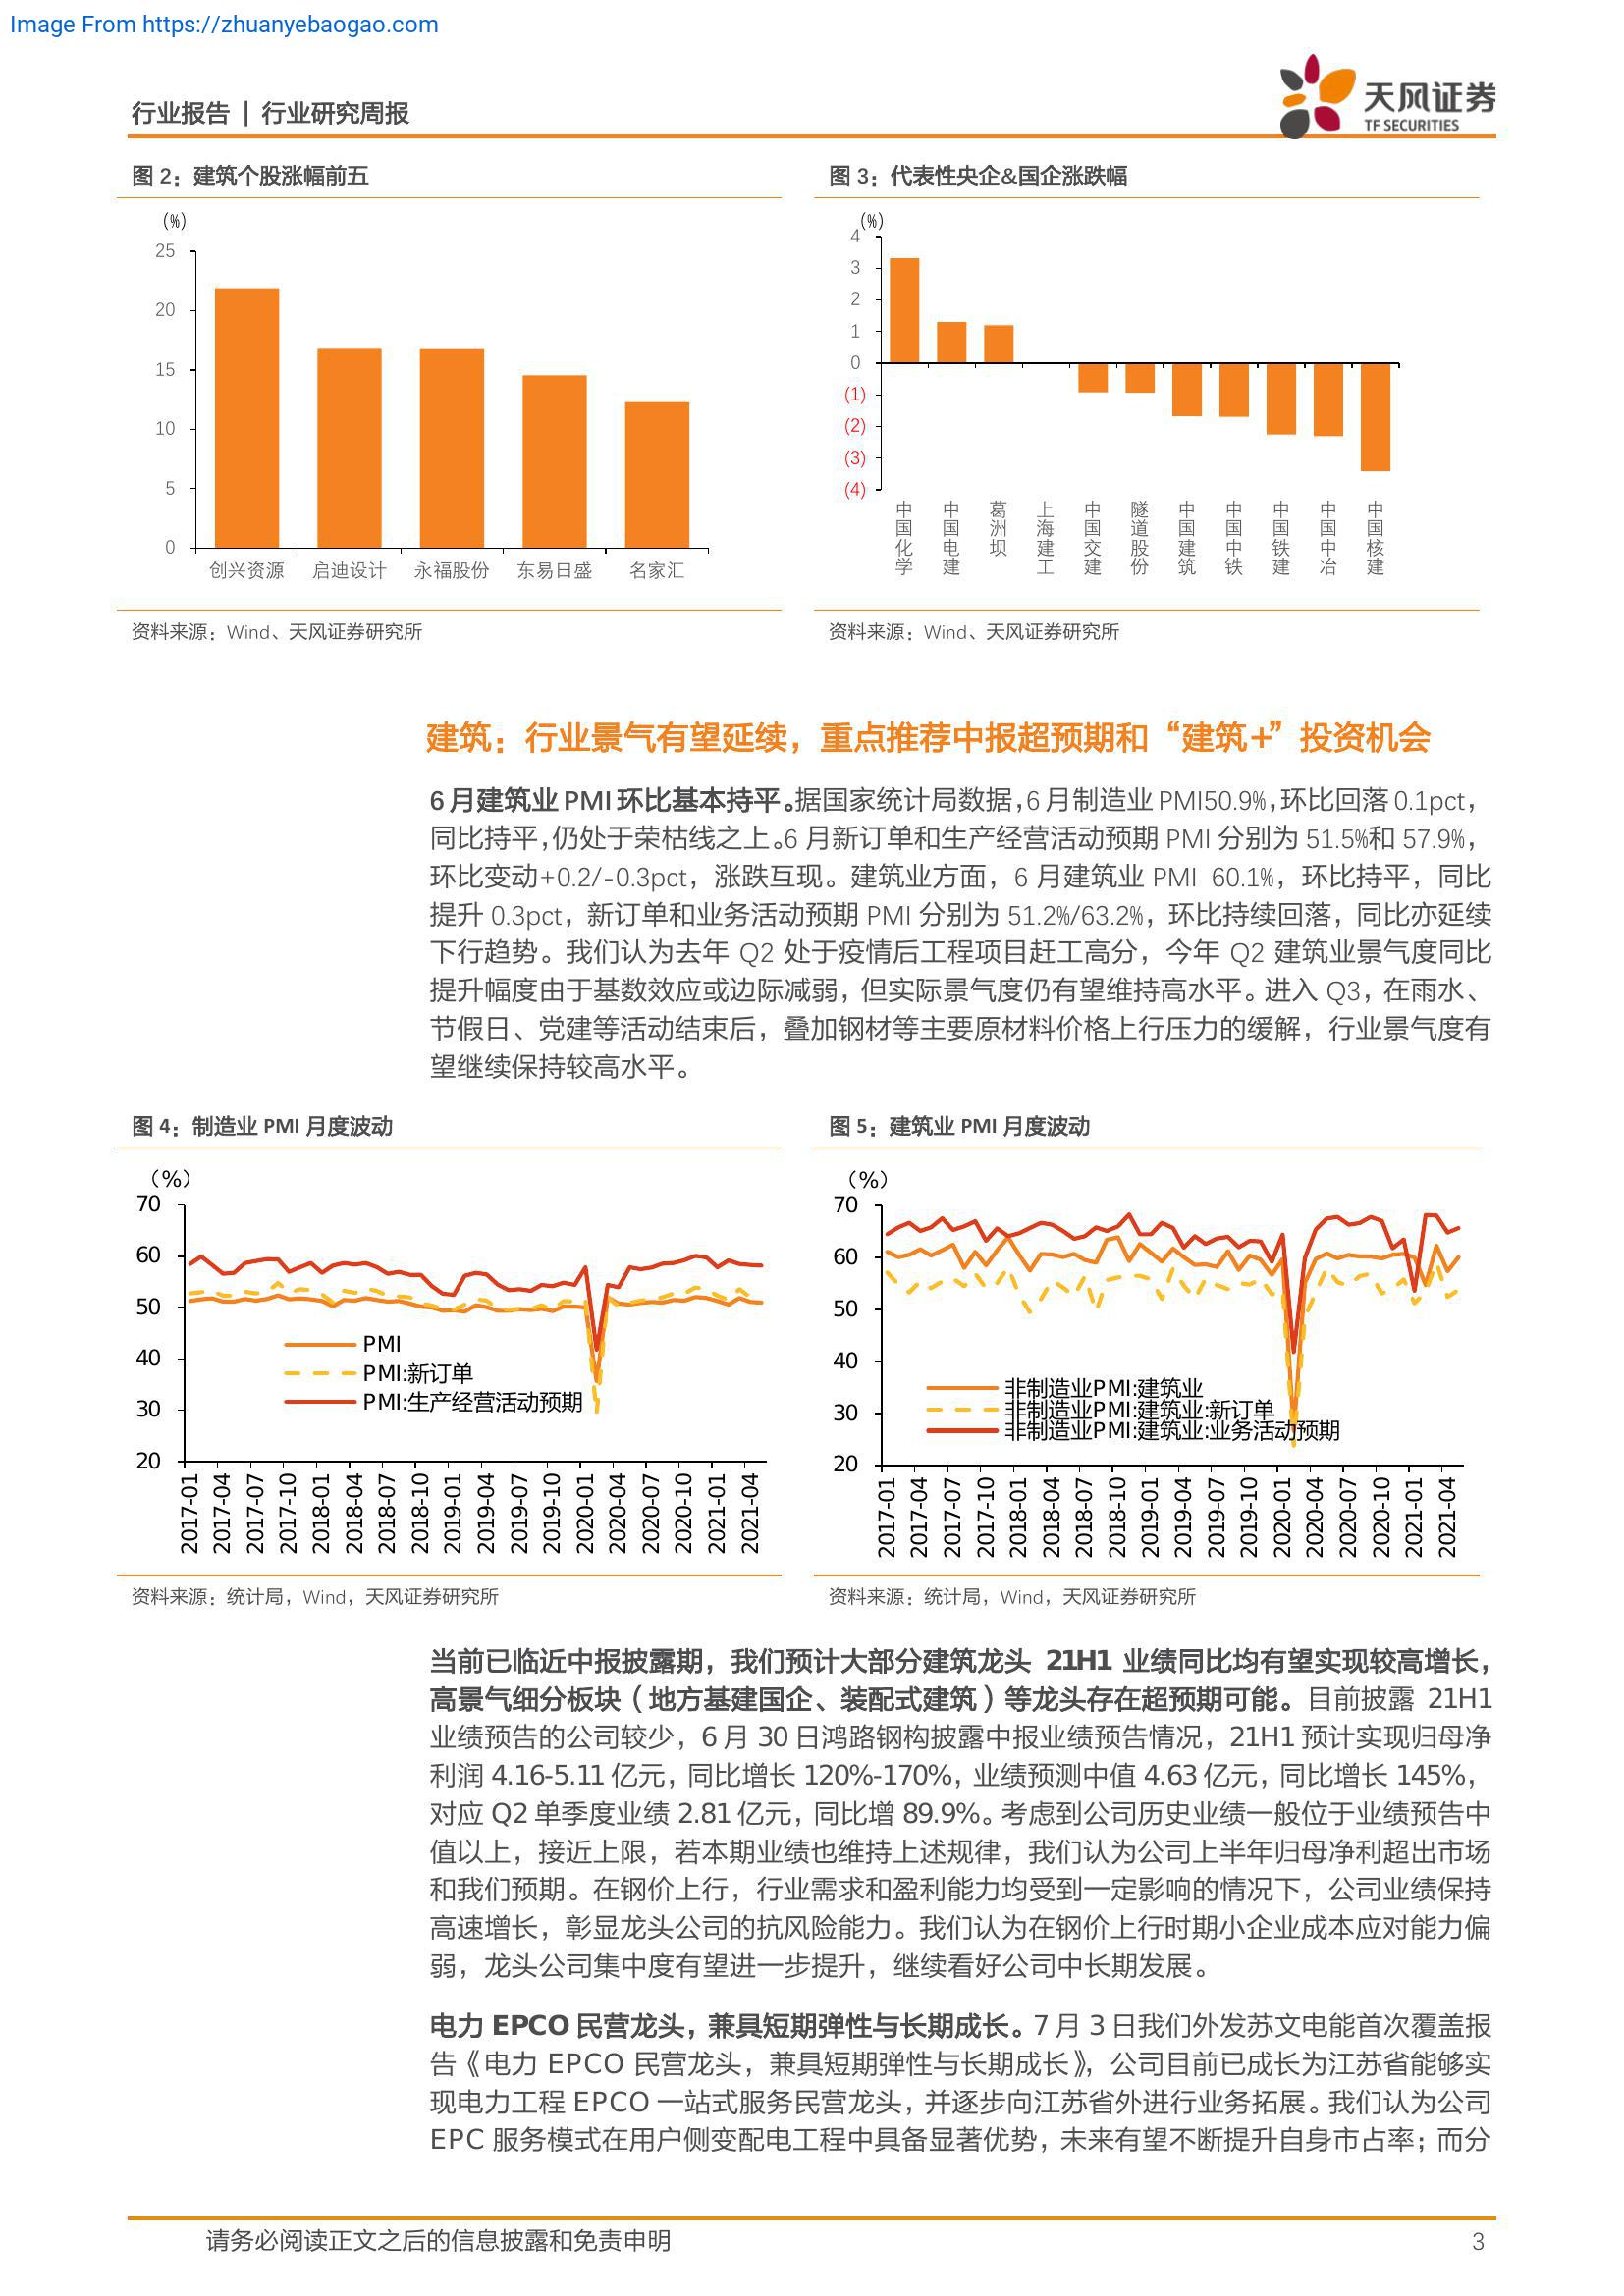 Image From https://zhuanyebaogao.com
行业报告 | 行业研究周报
天风证券
TF SECURITIES
图 2：建筑个股涨幅前五
(%)
25
20
15
10
5
0
创兴资源 启迪设计 永福股份 东易日盛 名家汇
资料来源：Wind、天风证券研究所
图 3：代表性央企&国企涨跌幅
(%)
4
3
2
1
0
(1)
(2)
(3)
(4)
中国化学 中国电建 葛洲坝 上海建工 中国交建 隧道股份 中国建筑 中国中铁 中国铁建 中国中冶 中国核建
资料来源：Wind、天风证券研究所
建筑：行业景气有望延续，重点推荐中报超预期和“建筑+”投资机会
6 月建筑业 PMI 环比基本持平。据国家统计局数据，6 月制造业 PMI50.9%，环比回落 0.1pct，
同比持平，仍处于荣枯线之上。6 月新订单和生产经营活动预期 PMI 分别为 51.5%和 57.9%，
环比变动+0.2/-0.3pct，涨跌互现。建筑业方面，6 月建筑业 PMI 60.1%，环比持平，同比
提升 0.3pct，新订单和业务活动预期 PMI 分别为 51.2%/63.2%，环比持续回落，同比亦延续
下行趋势。我们认为去年 Q2 处于疫情后工程项目赶工高分，今年 Q2 建筑业景气度同比
提升幅度由于基数效应或边际减弱，但实际景气度仍有望维持高水平。进入 Q3，在雨水、
节假日、党建等活动结束后，叠加钢材等主要原材料价格上行压力的缓解，行业景气度有
望继续保持较高水平。
图 4：制造业 PMI 月度波动
（%）
70
60
50
40
30
20
PMI
PMI:新订单
PMI:生产经营活动预期
2017-01 2017-04 2017-07 2017-10 2018-01 2018-04 2018-07 2018-10 2019-01 2019-04 2019-07 2019-10 2020-01 2020-04 2020-07 2020-10 2021-01 2021-04
资料来源：统计局，Wind，天风证券研究所
图 5：建筑业 PMI 月度波动
（%）
70
60
50
40
30
20
非制造业PMI:建筑业
非制造业PMI:建筑业:新订单
非制造业PMI:建筑业:业务活动预期
2017-01 2017-04 2017-07 2017-10 2018-01 2018-04 2018-07 2018-10 2019-01 2019-04 2019-07 2019-10 2020-01 2020-04 2020-07 2020-10 2021-01 2021-04
资料来源：统计局，Wind，天风证券研究所
当前已临近中报披露期，我们预计大部分建筑龙头 21H1 业绩同比均有望实现较高增长，
高景气细分板块（地方基建国企、装配式建筑）等龙头存在超预期可能。目前披露 21H1
业绩预告的公司较少，6 月 30 日鸿路钢构披露中报业绩预告情况，21H1 预计实现归母净
利润 4.16-5.11 亿元，同比增长 120%-170%，业绩预测中值 4.63 亿元，同比增长 145%，
对应 Q2 单季度业绩 2.81 亿元，同比增 89.9%。考虑到公司历史业绩一般位于业绩预告中
值以上，接近上限，若本期业绩也维持上述规律，我们认为公司上半年归母净利超出市场
和我们预期。在钢价上行，行业需求和盈利能力均受到一定影响的情况下，公司业绩保持
高速增长，彰显龙头公司的抗风险能力。我们认为在钢价上行时期小企业成本应对能力偏
弱，龙头公司集中度有望进一步提升，继续看好公司中长期发展。
电力 EPCO 民营龙头，兼具短期弹性与长期成长。7 月 3 日我们外发苏文电能首次覆盖报
告《电力 EPCO 民营龙头，兼具短期弹性与长期成长》，公司目前已成长为江苏省能够实
现电力工程 EPCO 一站式服务民营龙头，并逐步向江苏省外进行业务拓展。我们认为公司
EPC 服务模式在用户侧变配电工程中具备显著优势，未来有望不断提升自身市占率；而分
请务必阅读正文之后的信息披露和免责申明
3